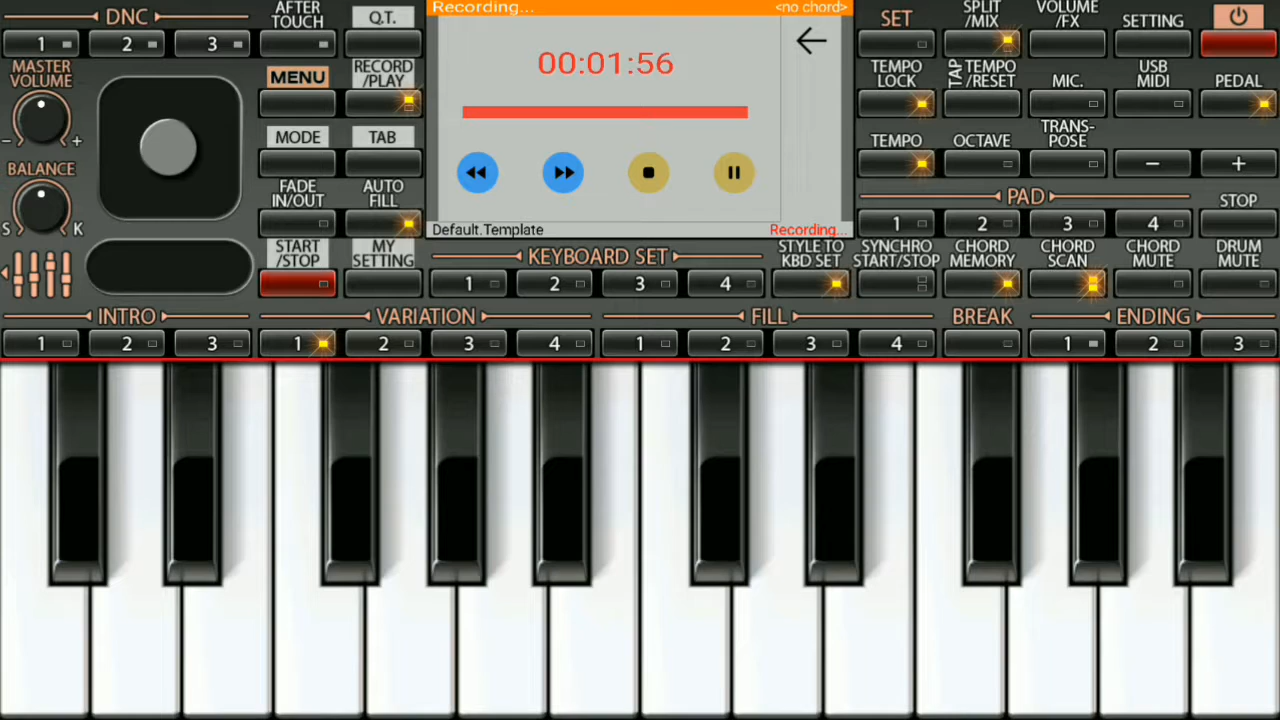 DNC
AFTER
TOUCH
Q.T.
Recording...
<no chord>
SET
SPLIT
/MIX
VOLUME
/FX
SETTING
1
2
3
MASTER
VOLUME
MENU
RECORD
/PLAY
00:01:56
TEMPO
LOCK
TAP
TEMPO
/RESET
MIC.
USB
MIDI
PEDAL
- +
MODE
TAB
TEMPO
OCTAVE
TRANS-
POSE
- +
BALANCE
S K
FADE
IN/OUT
AUTO
FILL
PAD
STOP
1
2
3
4
Default.Template
Recording...
START
/STOP
MY
SETTING
KEYBOARD SET
STYLE TO
KBD SET
SYNCHRO
START/STOP
CHORD
MEMORY
CHORD
SCAN
CHORD
MUTE
DRUM
MUTE
1
2
3
4
INTRO
VARIATION
FILL
BREAK
ENDING
1
2
3
1
2
3
4
1
2
3
4
1
2
3